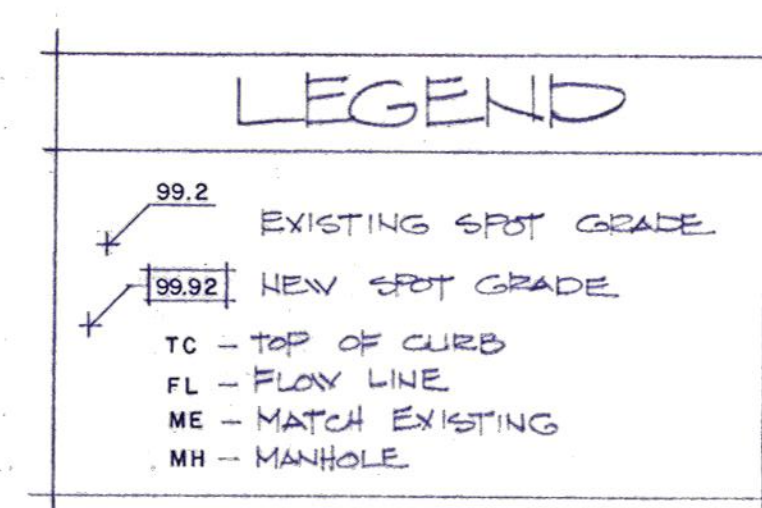 LEGEND
99.2 EXISTING SPOT GRADE
99.92 NEW SPOT GRADE
TC - TOP OF CURB
FL - FLOW LINE
ME - MATCH EXISTING
MH - MANHOLE